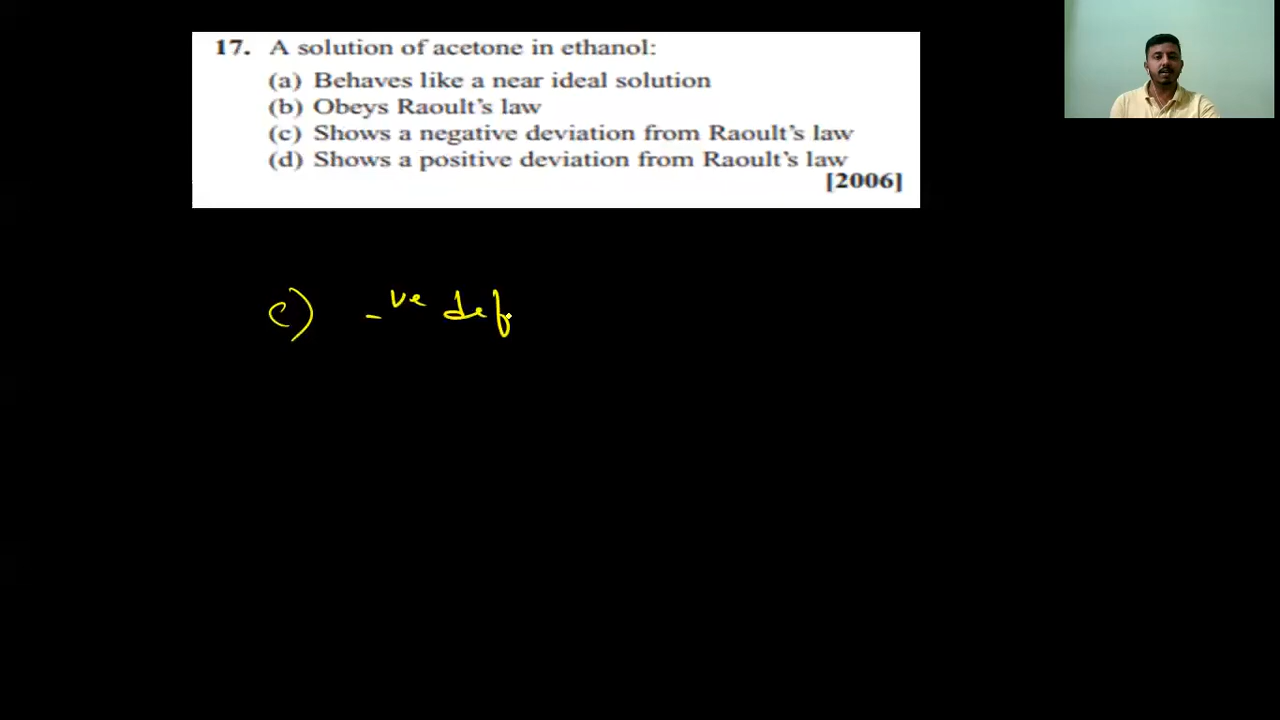 17. A solution of acetone in ethanol:
(a) Behaves like a near ideal solution
(b) Obeys Raoult's law
(c) Shows a negative deviation from Raoult's law
(d) Shows a positive deviation from Raoult's law
[2006]
c) -ve def